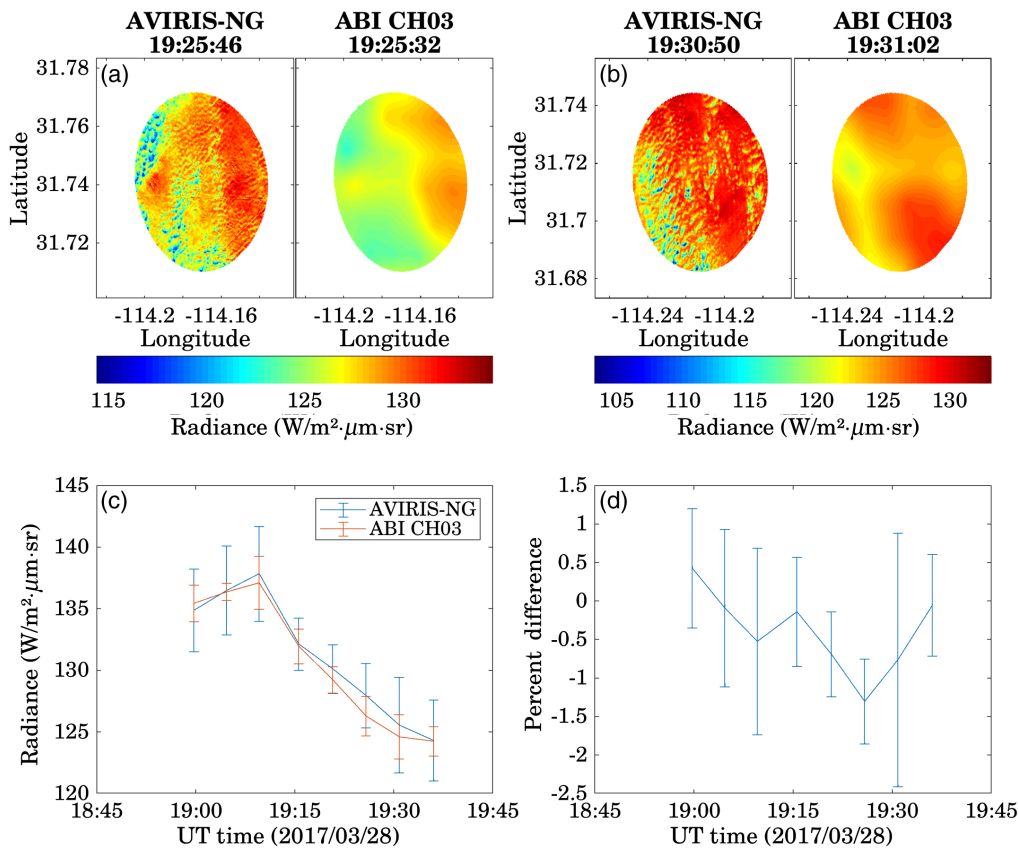 AVIRIS-NG ABI CH03 AVIRIS-NG ABI CH03
19:25:46 19:25:32 19:30:50 19:31:02
(a) (b)
Latitude
31.78
31.76
31.74
31.72
-114.2 -114.16 -114.2 -114.16
Longitude Longitude
115 120 125 130
Radiance (W/m²·μm·sr)
Latitude
31.74
31.72
31.7
31.68
-114.24 -114.2 -114.24 -114.2
Longitude Longitude
105 110 115 120 125 130
Radiance (W/m²·μm·sr)
(c)
AVIRIS-NG
ABI CH03
Radiance (W/m²·μm·sr)
145
140
135
130
125
120
18:45 19:00 19:15 19:30 19:45
UT time (2017/03/28)
(d)
Percent difference
1.5
1
0.5
0
-0.5
-1
-1.5
-2
-2.5
18:45 19:00 19:15 19:30 19:45
UT time (2017/03/28)